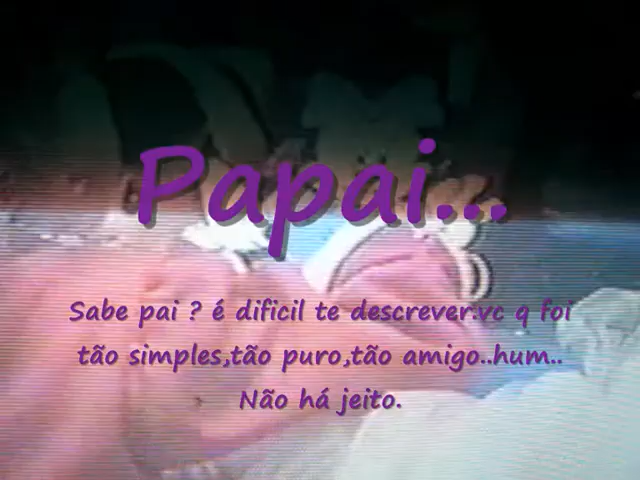 Papai...
Sabe pai ? é dificil te descrever.vc q foi
tão simples,tão puro,tão amigo..hum..
Não há jeito.